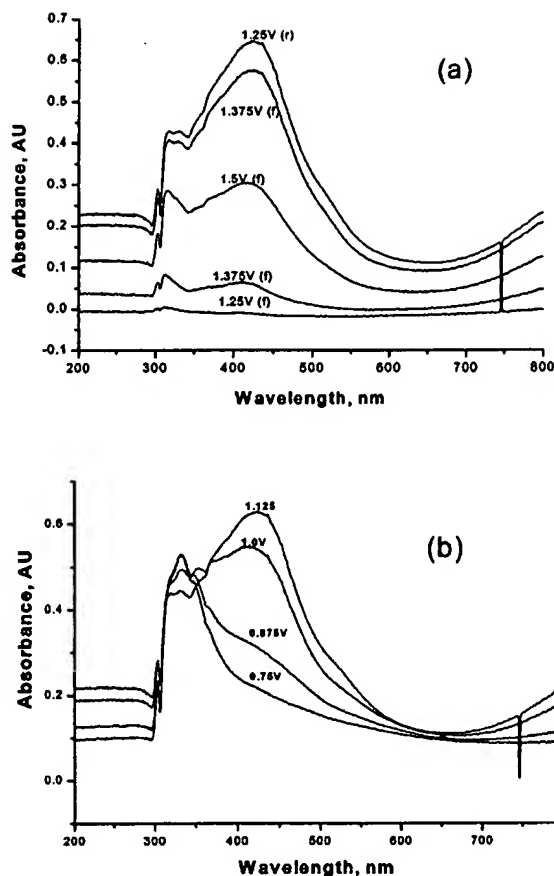 1.25V (r)
(a)
1.375V (f)
1.5V (f)
1.375V (f)
1.25V (f)
0.7
0.6
0.5
0.4
0.3
0.2
0.1
0.0
-0.1
Absorbance, AU
200 300 400 500 600 700 800
Wavelength, nm
1.125
(b)
1.0V
0.875V
0.75V
0.6
0.4
0.2
0.0
Absorbance, AU
200 300 400 500 600 700
Wavelength, nm